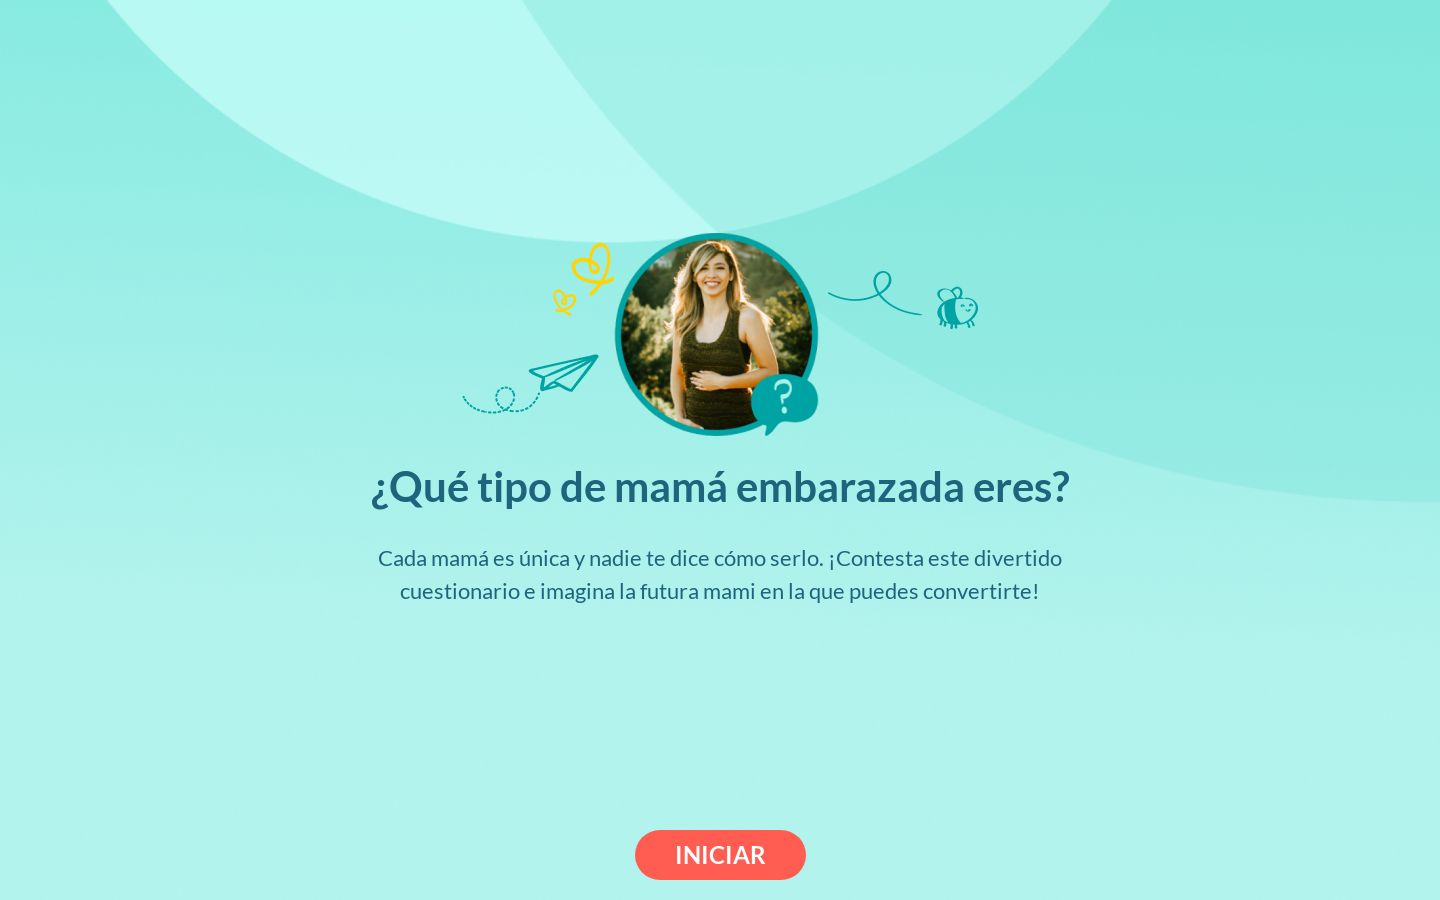 ¿Qué tipo de mamá embarazada eres?
Cada mamá es única y nadie te dice cómo serlo. ¡Contesta este divertido
cuestionario e imagina la futura mami en la que puedes convertirte!
INICIAR